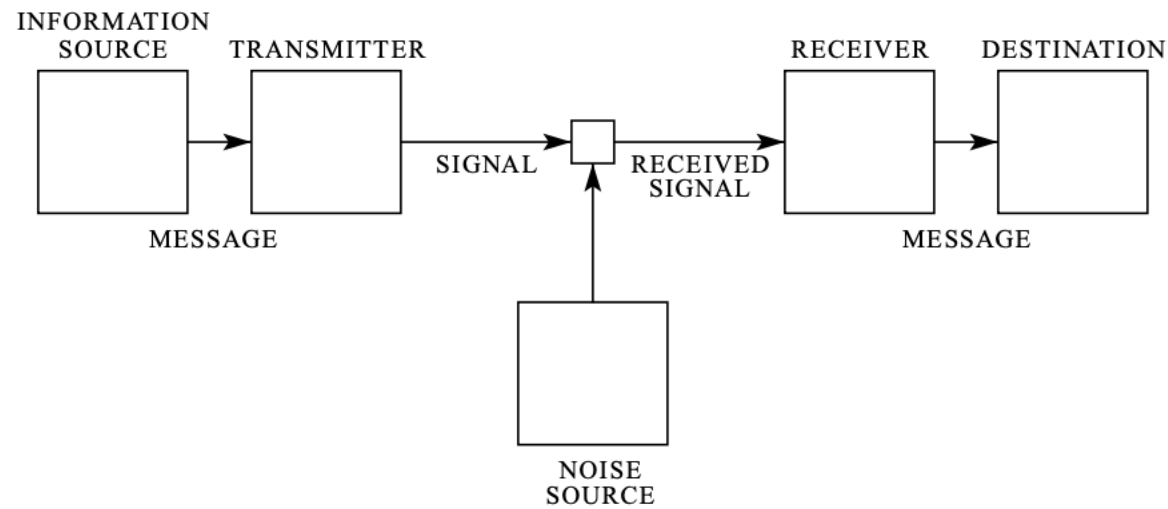 INFORMATION
SOURCE
TRANSMITTER
RECEIVER
DESTINATION
SIGNAL
RECEIVED
SIGNAL
MESSAGE
MESSAGE
NOISE
SOURCE